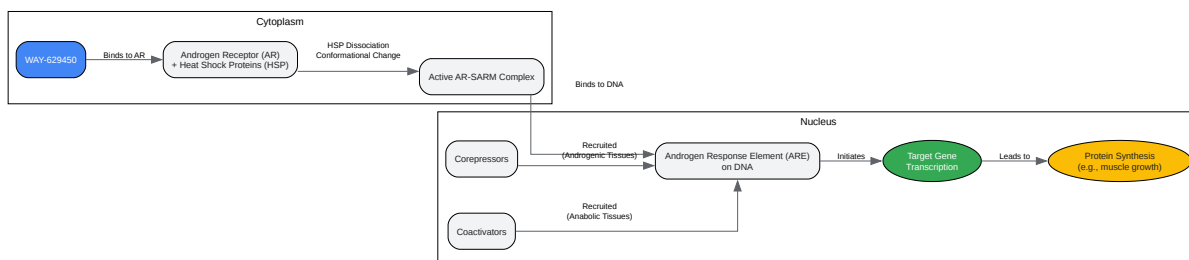 Cytoplasm
WAY-629450
Binds to AR
Androgen Receptor (AR)
+ Heat Shock Proteins (HSP)
HSP Dissociation
Conformational Change
Active AR-SARM Complex
Binds to DNA
Nucleus
Corepressors
Recruited
(Androgenic Tissues)
Androgen Response Element (ARE)
on DNA
Initiates
Target Gene
Transcription
Leads to
Protein Synthesis
(e.g., muscle growth)
Coactivators
Recruited
(Anabolic Tissues)